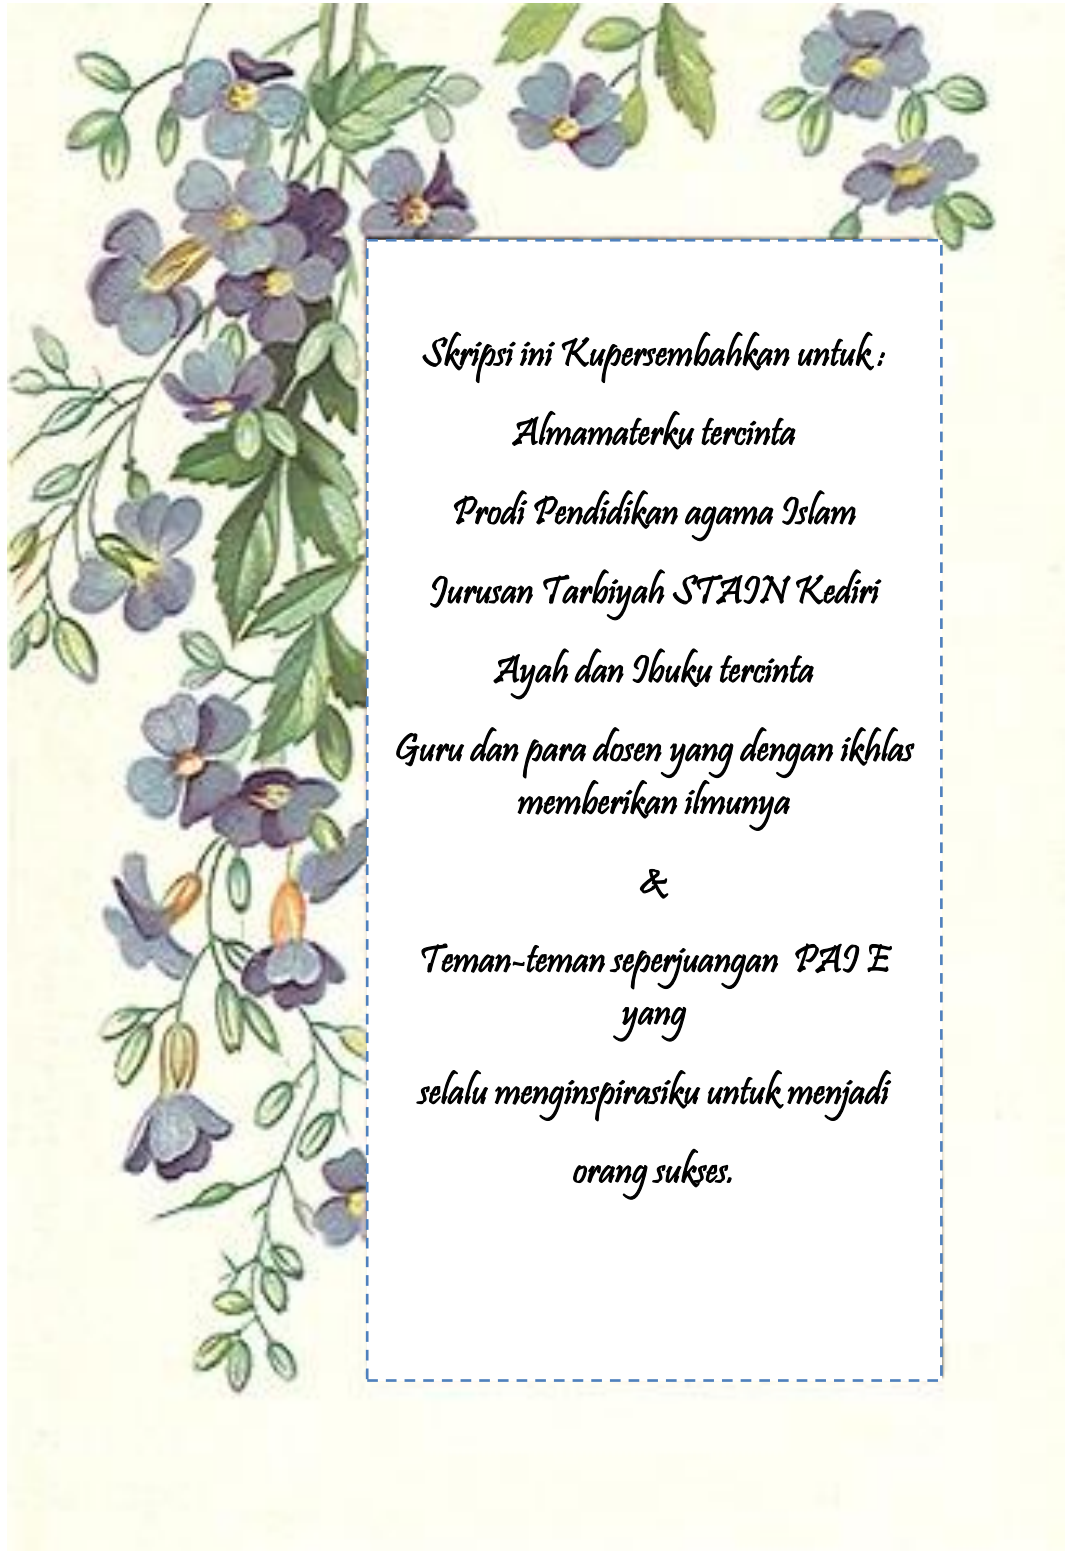 Skripsi ini Kupersembahkan untuk :
Almamaterku tercinta
Prodi Pendidikan agama Islam
Jurusan Tarbiyah STAIN Kediri
Ayah dan Ibuku tercinta
Guru dan para dosen yang dengan ikhlas
memberikan ilmunya
&
Teman-teman seperjuangan PAI E
yang
selalu menginspirasiku untuk menjadi
orang sukses.